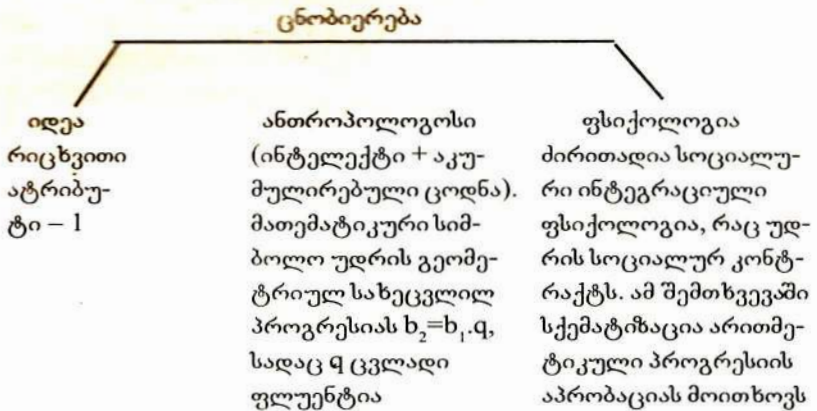 ცნობიერება
იდეა
რიცხვითი
ატრიბუ-
ტი – 1
ანთროპოლოგოსი
(ინტელექტი + აკუ-
მულირებული ცოდნა).
მათემატიკური სიმ-
ბოლო უდრის გეომე-
ტრიულ სახეცვლილ
პროგრესიას b₂=b₁.q,
სადაც q ცვლადი
ფლუენტია
ფსიქოლოგია
ძირითადია სოციალუ-
რი ინტეგრაციული
ფსიქოლოგია, რაც უდ-
რის სოციალურ კონტ-
რაქტს. ამ შემთხვევაში
სქემატიზაცია არითმე-
ტიკული პროგრესიის
აპრობაციას მოითხოვს